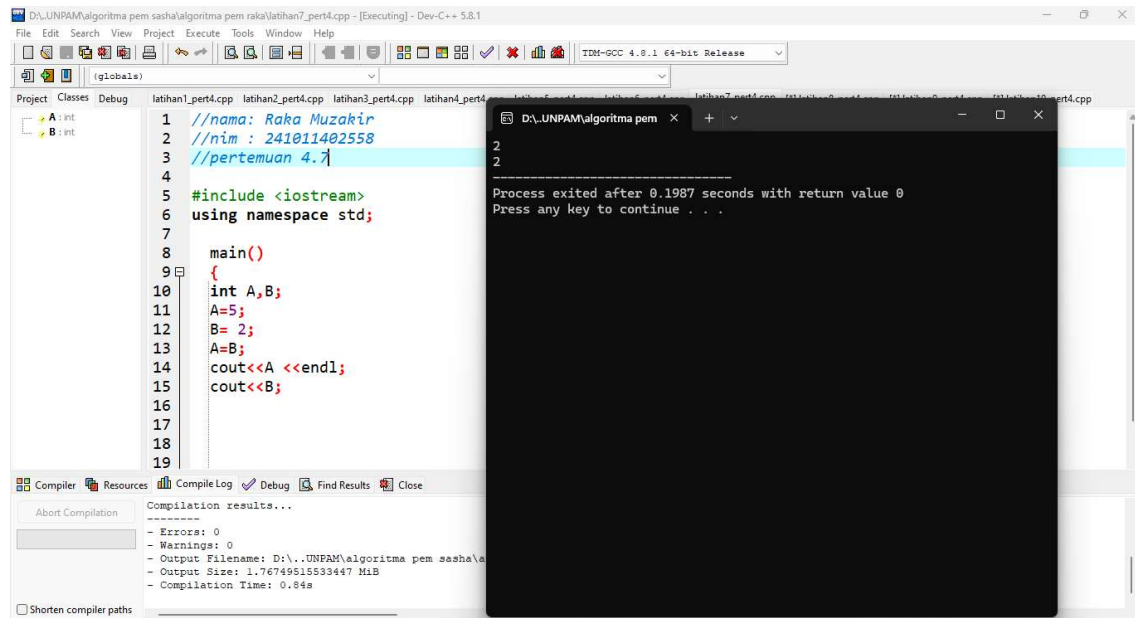 D:\..UNPAM\algoritma pem sasha\algoritma pem raka\latihan7_pert4.cpp - [Executing] - Dev-C++ 5.8.1
File Edit Search View Project Execute Tools Window Help
TDM-GCC 4.8.1 64-bit Release
(globals)
Project Classes Debug
latihan1_pert4.cpp latihan2_pert4.cpp latihan3_pert4.cpp latihan4_pert4.cpp
A : int
B : int
1 //nama: Raka Muzakir
2 //nim : 241011402558
3 //pertemuan 4.7
4
5 #include <iostream>
6 using namespace std;
7
8 main()
9 {
10 int A,B;
11 A=5;
12 B= 2;
13 A=B;
14 cout<<A <<endl;
15 cout<<B;
16
17
18
19
D:\..UNPAM\algoritma pem
2
2
--------------------------------
Process exited after 0.1987 seconds with return value 0
Press any key to continue . . .
Compiler Resources Compile Log Debug Find Results Close
Abort Compilation
Compilation results...
--------
- Errors: 0
- Warnings: 0
- Output Filename: D:\..UNPAM\algoritma pem sasha\a
- Output Size: 1.76749515533447 MiB
- Compilation Time: 0.84s
Shorten compiler paths